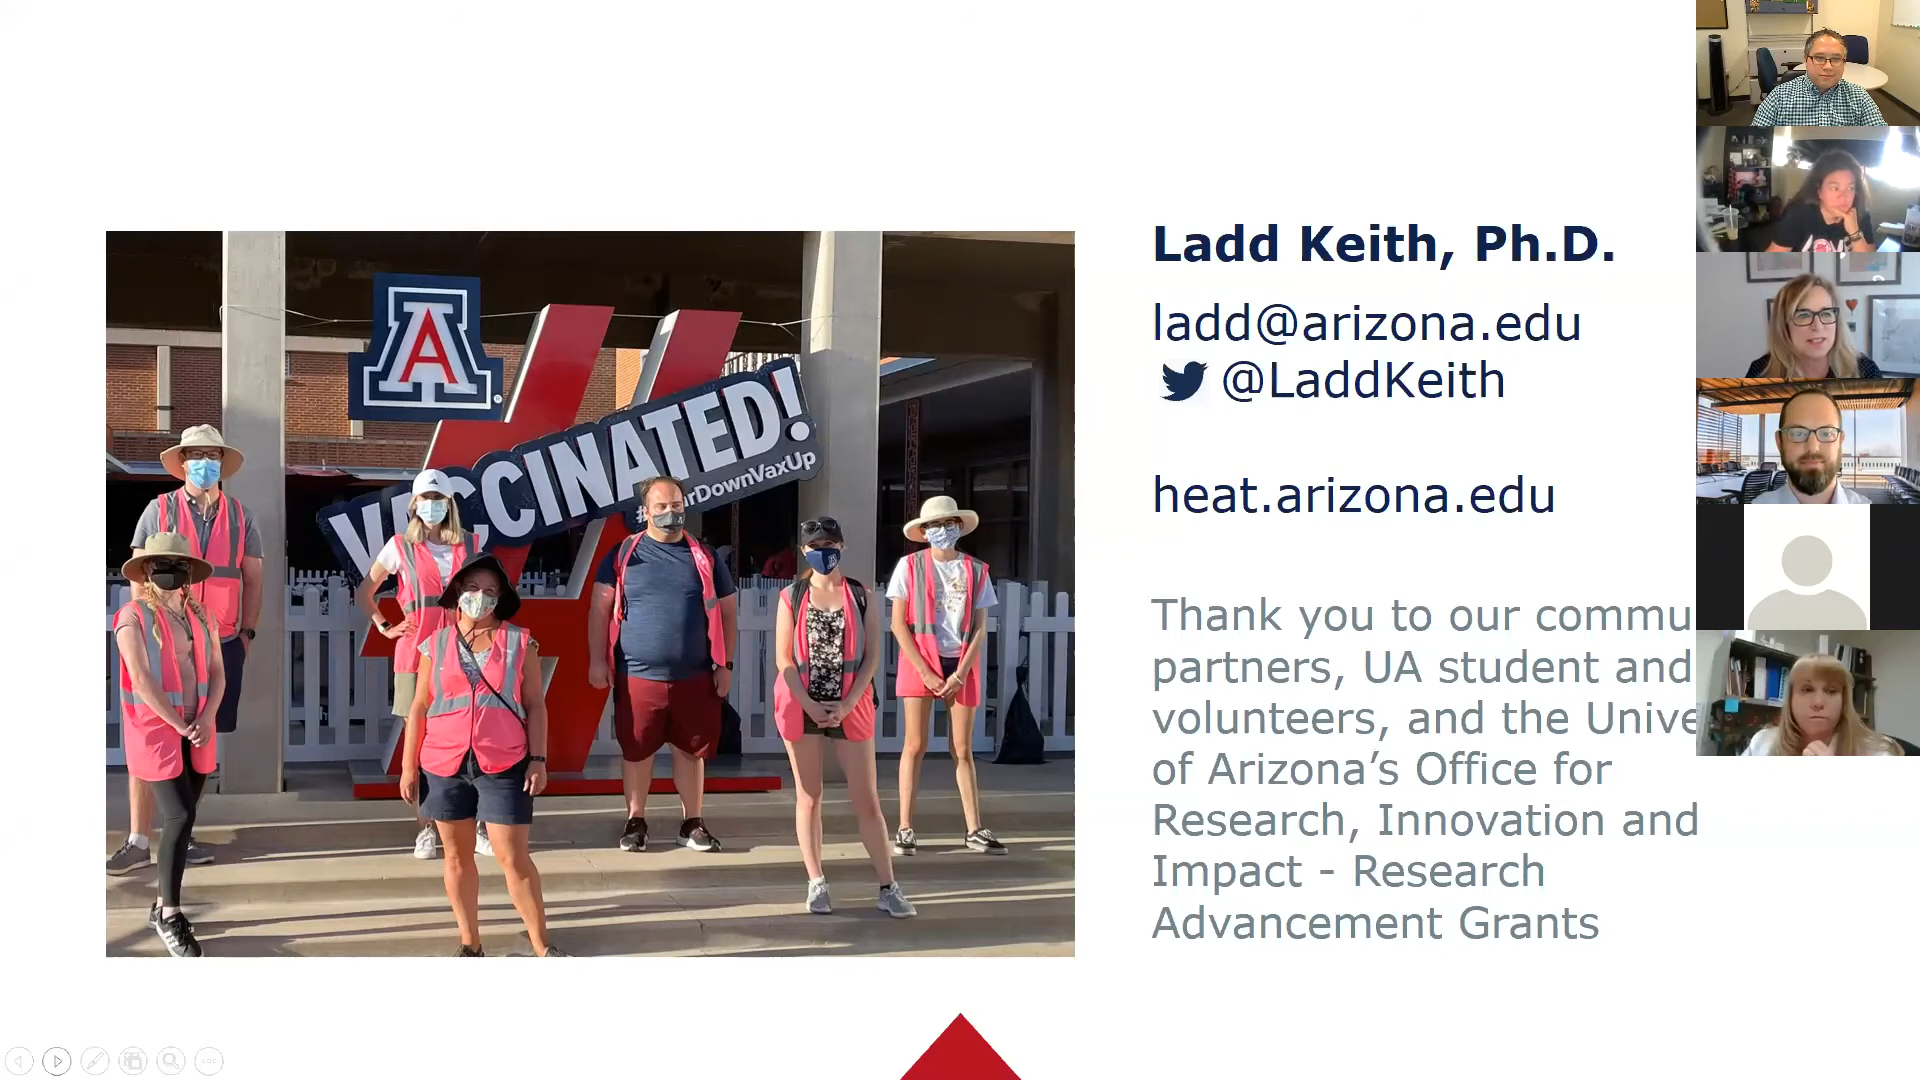 A
VACCINATED!
Ladd Keith, Ph.D.
ladd@arizona.edu
@LaddKeith
heat.arizona.edu
Thank you to our commu
partners, UA student and
volunteers, and the Unive
of Arizona’s Office for
Research, Innovation and
Impact - Research
Advancement Grants